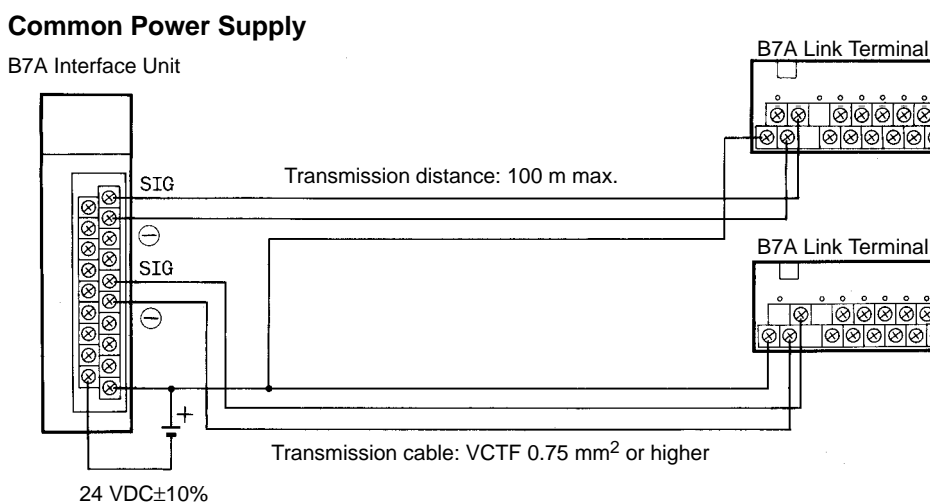 Common Power Supply
B7A Interface Unit
B7A Link Terminal
SIG
Transmission distance: 100 m max.
SIG
B7A Link Terminal
+
Transmission cable: VCTF 0.75 mm² or higher
24 VDC±10%